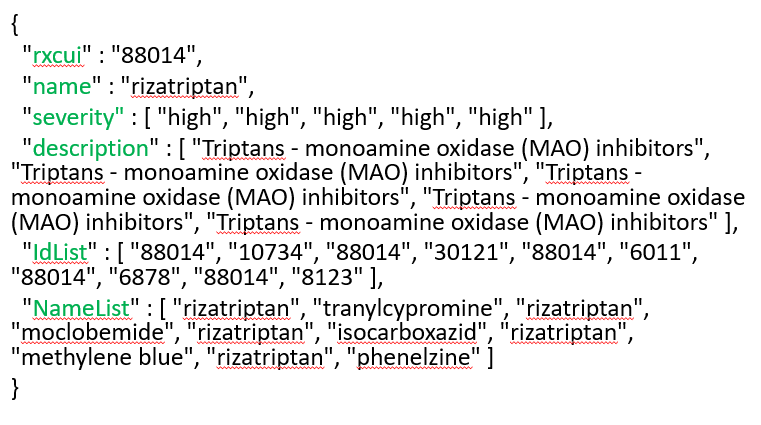 {
"rxcui" : "88014",
"name" : "rizatriptan",
"severity" : [ "high", "high", "high", "high", "high" ],
"description" : [ "Triptans - monoamine oxidase (MAO) inhibitors",
"Triptans - monoamine oxidase (MAO) inhibitors", "Triptans -
monoamine oxidase (MAO) inhibitors", "Triptans - monoamine oxidase
(MAO) inhibitors", "Triptans - monoamine oxidase (MAO) inhibitors" ],
"IdList" : [ "88014", "10734", "88014", "30121", "88014", "6011",
"88014", "6878", "88014", "8123" ],
"NameList" : [ "rizatriptan", "tranylcypromine", "rizatriptan",
"moclobemide", "rizatriptan", "isocarboxazid", "rizatriptan",
"methylene blue", "rizatriptan", "phenelzine" ]
}